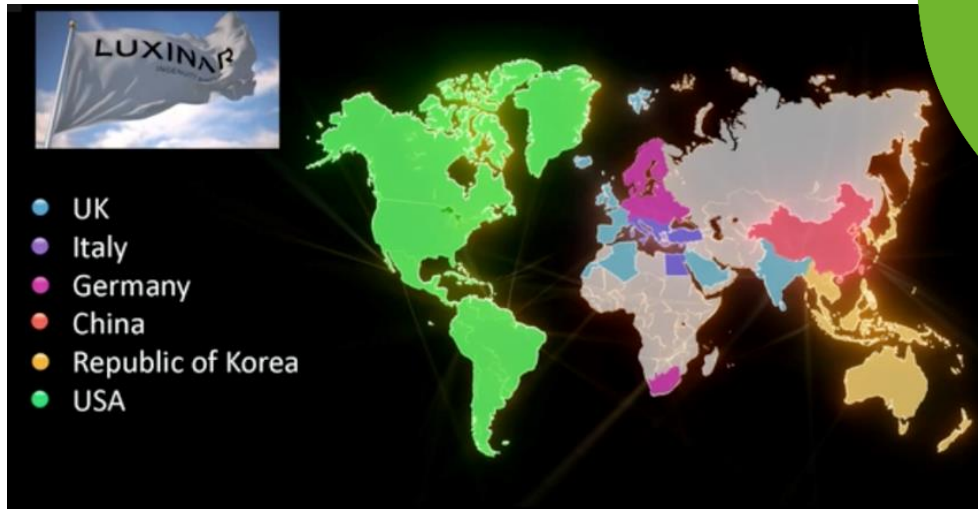 LUXINAR
UK
Italy
Germany
China
Republic of Korea
USA